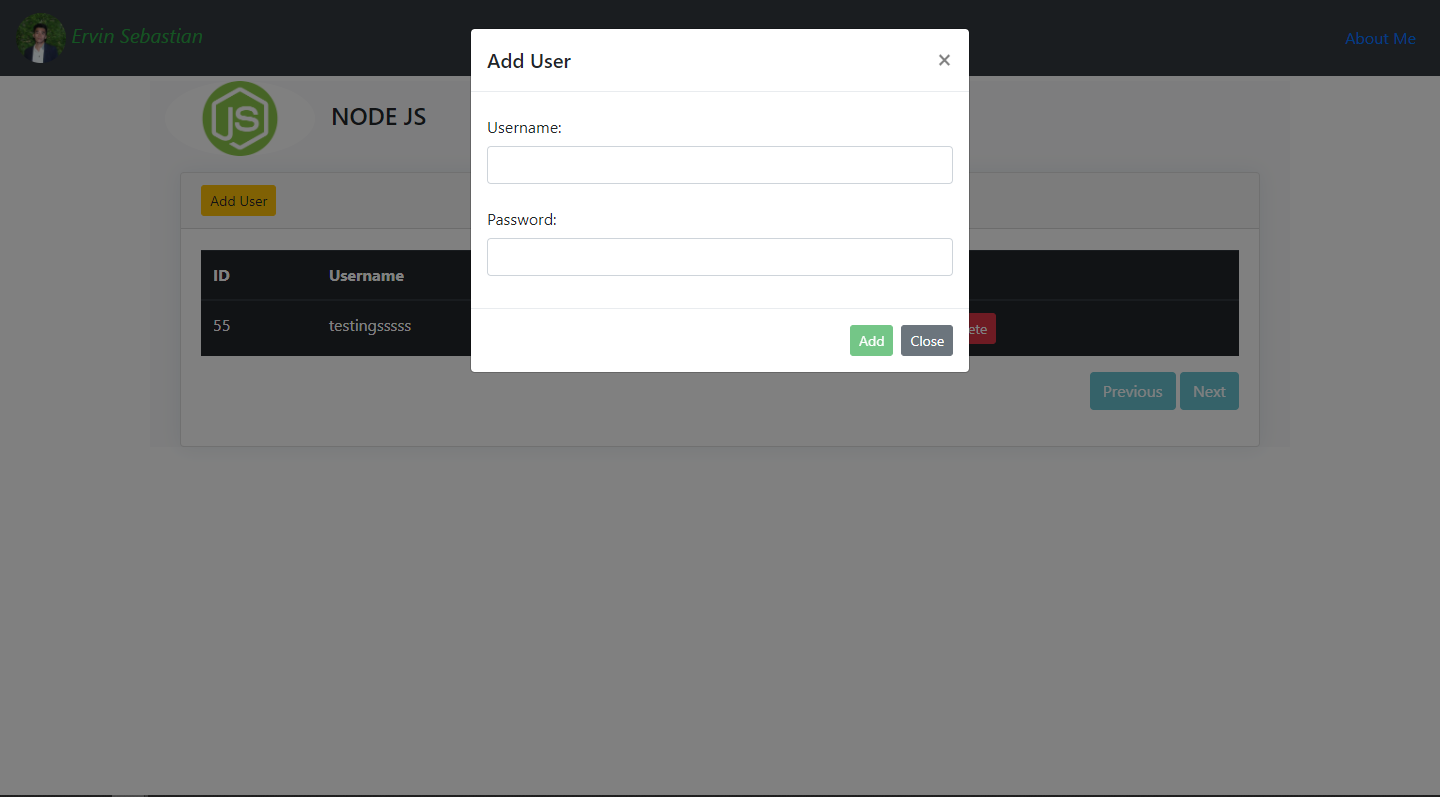 Ervin Sebastian
About Me
Add User
×
JS
NODE JS
Username:
Add User
Password:
ID Username
55 testingsssss ete
Add Close
Previous Next